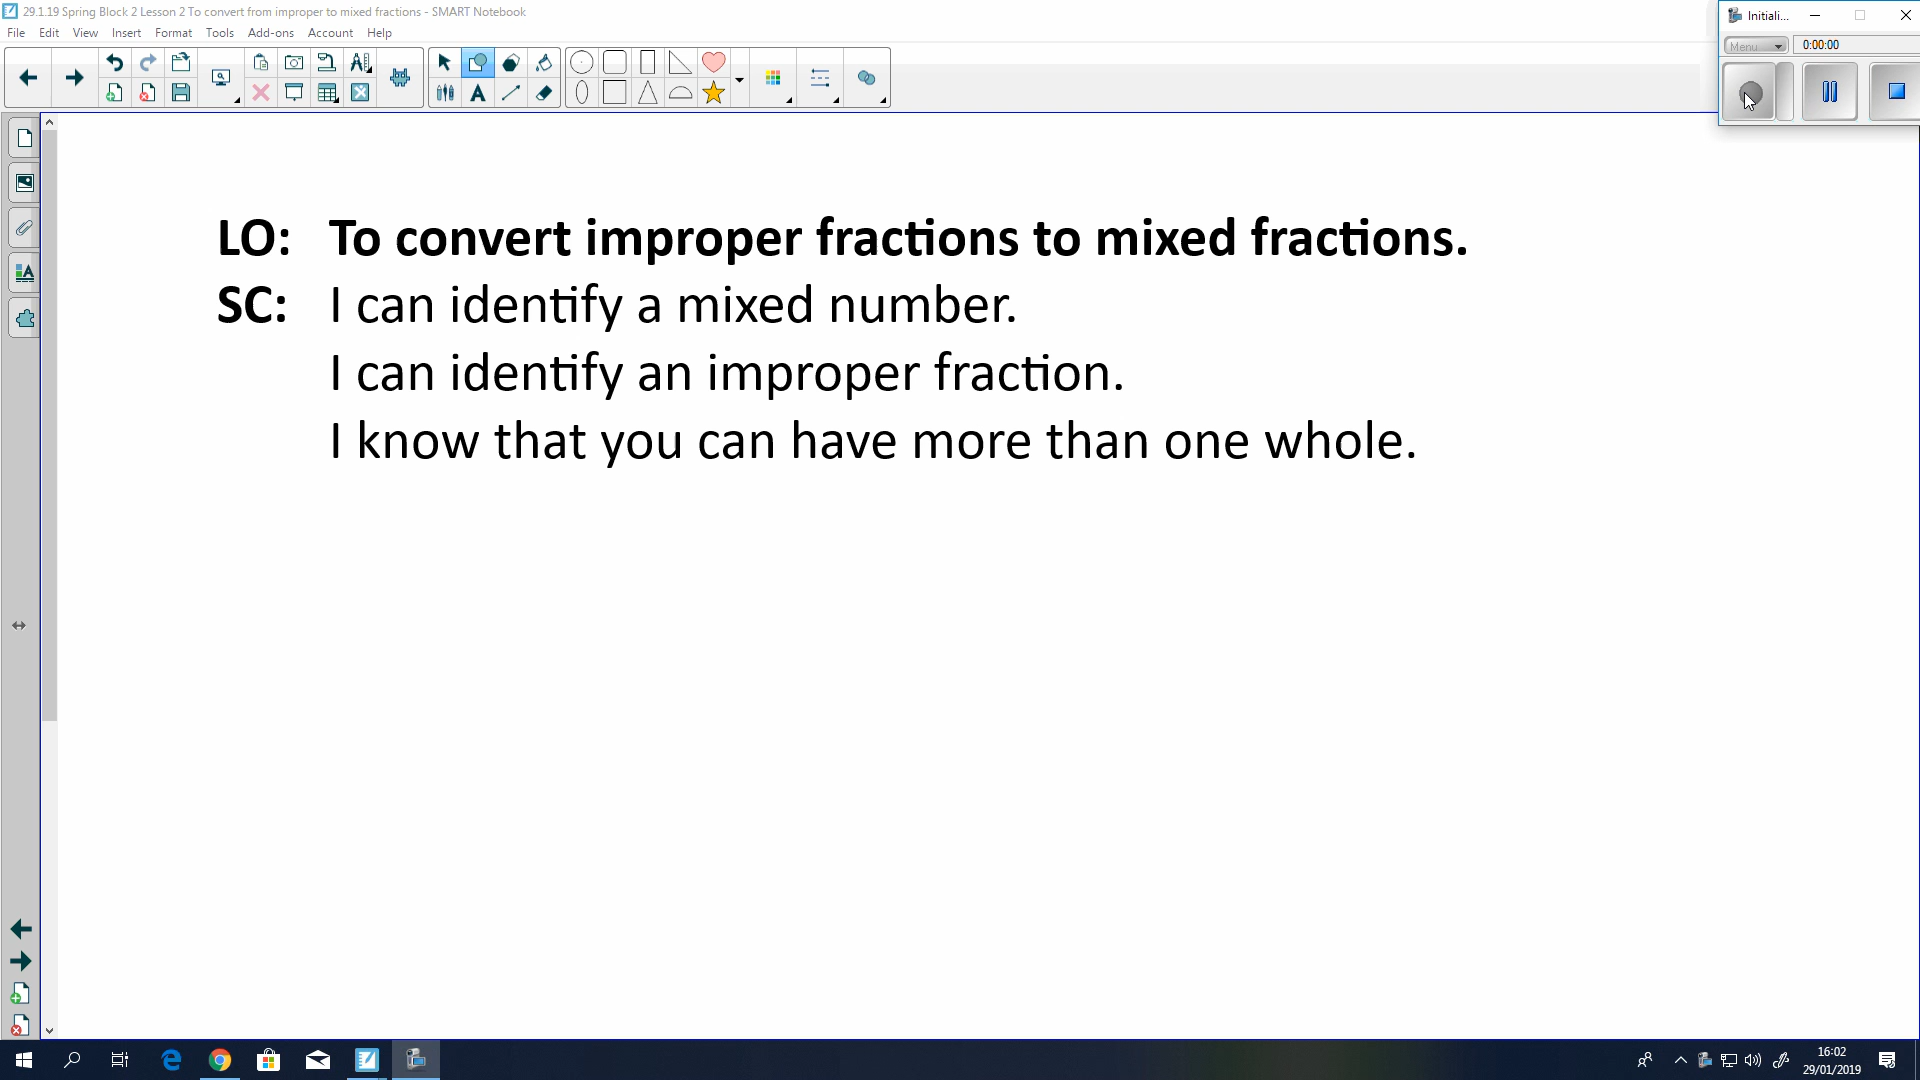 29.1.19 Spring Block 2 Lesson 2 To convert from improper to mixed fractions - SMART Notebook
Initiali...
File Edit View Insert Format Tools Add-ons Account Help
Menu
0:00:00
LO: To convert improper fractions to mixed fractions.
SC: I can identify a mixed number.
I can identify an improper fraction.
I know that you can have more than one whole.
16:02
29/01/2019